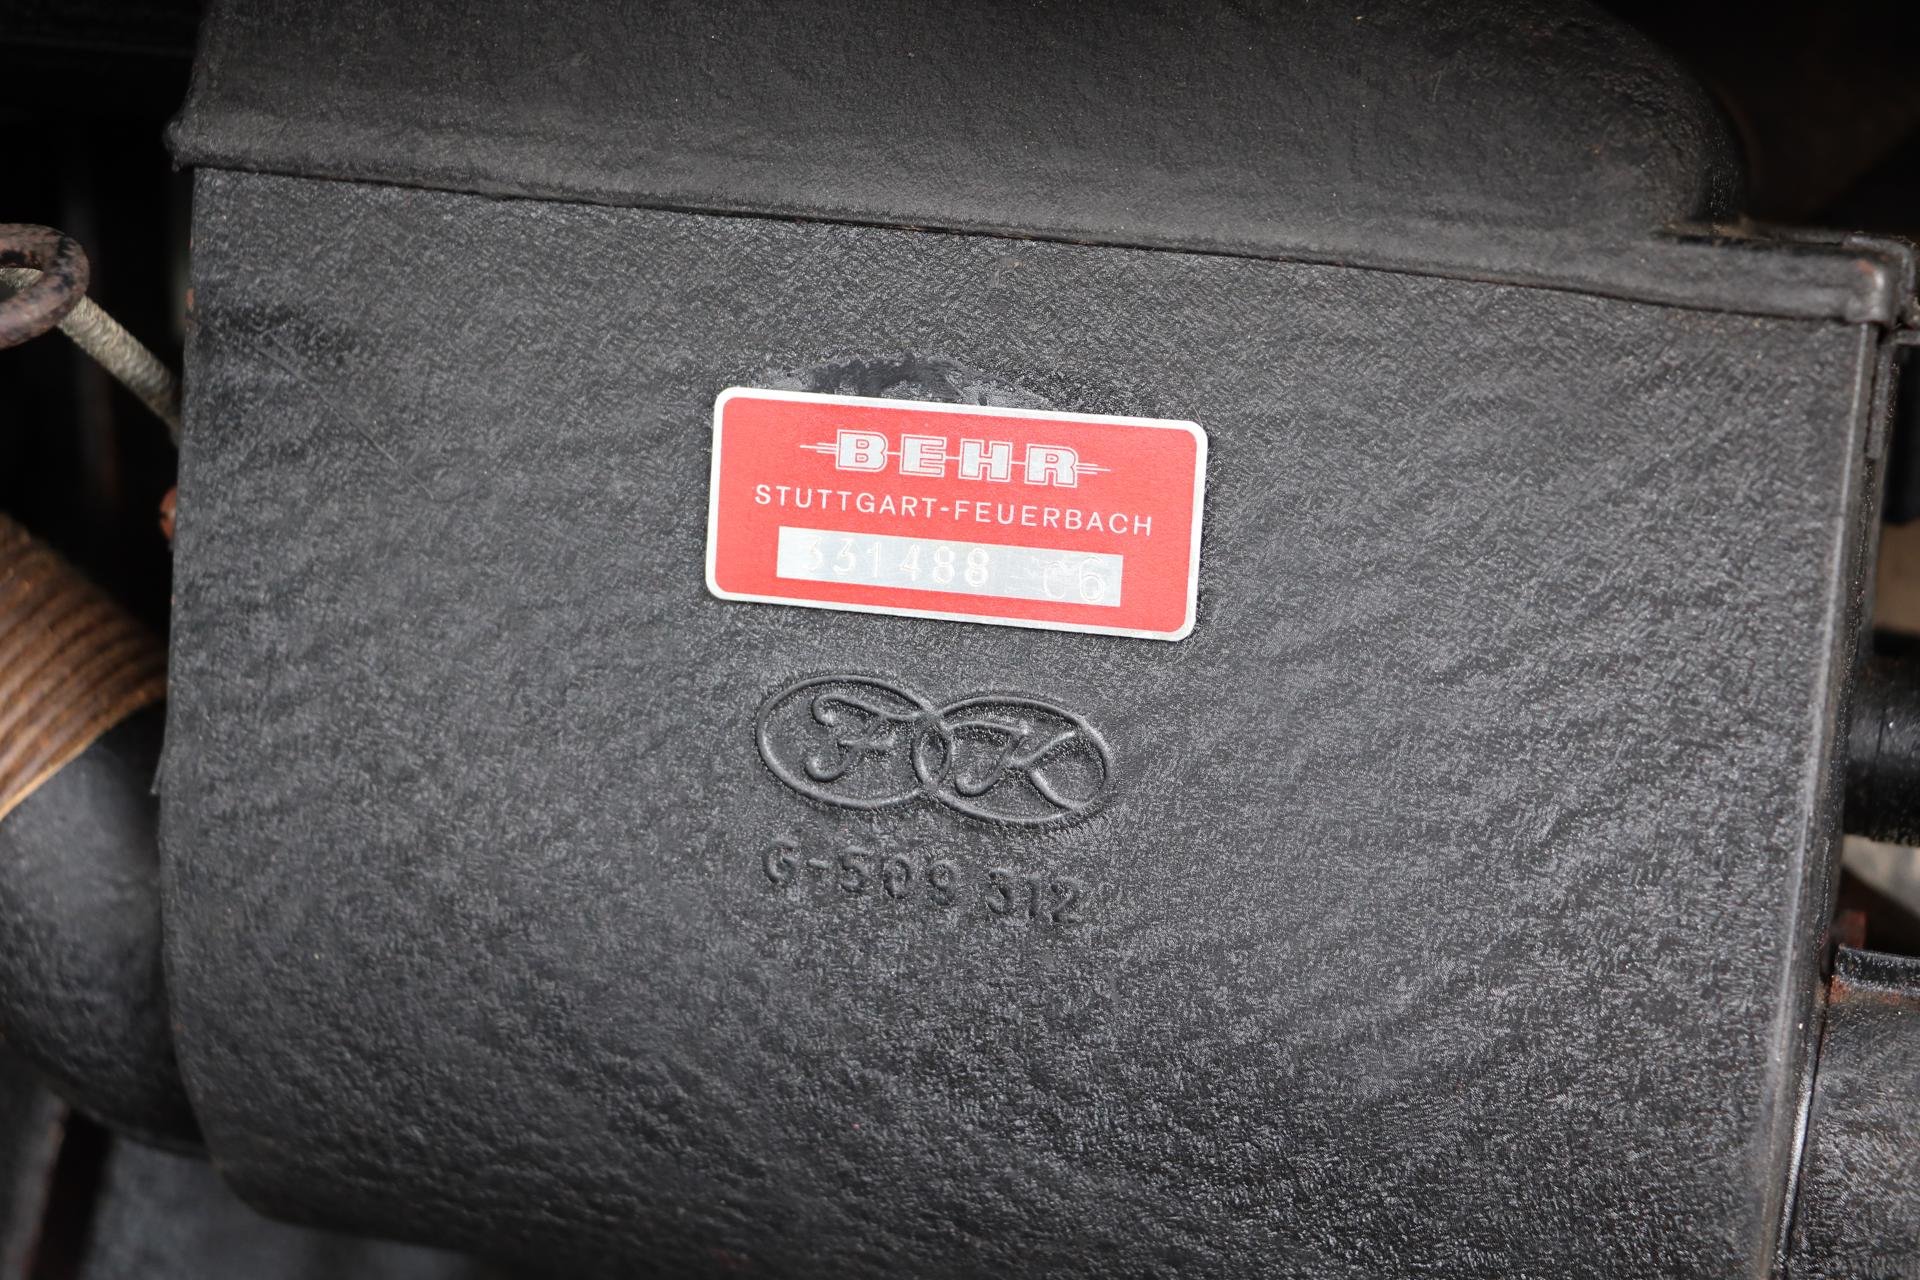 BEHR
STUTTGART-FEUERBACH
331488 C6
FK
G-509 312